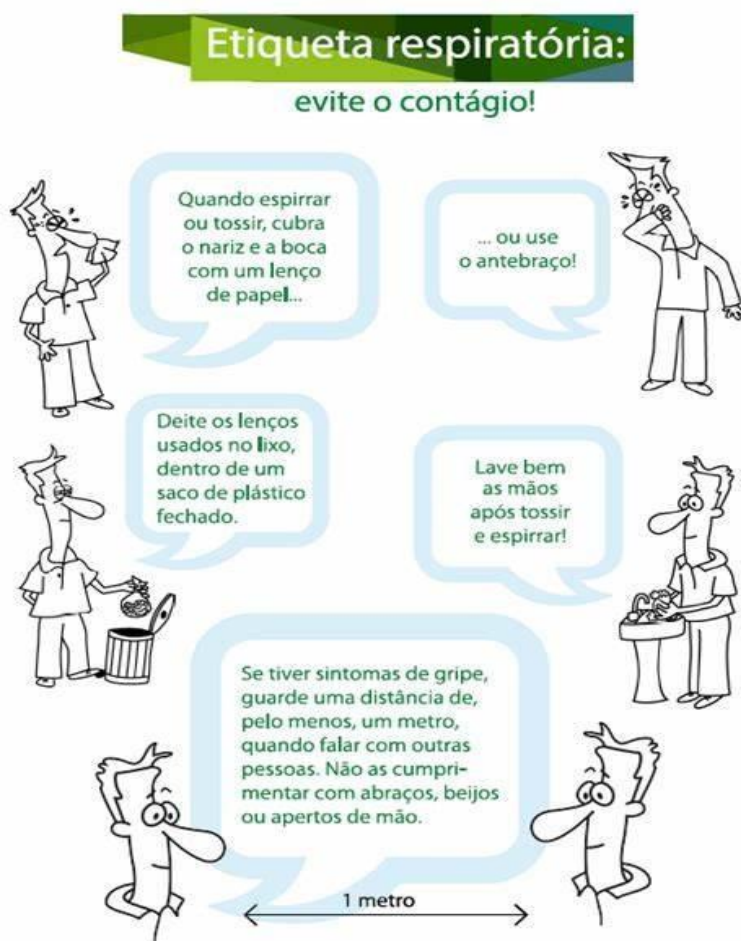 Etiqueta respiratória:
evite o contágio!
Quando espirrar
ou tossir, cubra
o nariz e a boca
com um lenço
de papel...
... ou use
o antebraço!
Deite os lenços
usados no lixo,
dentro de um
saco de plástico
fechado.
Lave bem
as mãos
após tossir
e espirrar!
Se tiver sintomas de gripe,
guarde uma distância de,
pelo menos, um metro,
quando falar com outras
pessoas. Não as cumpri-
mentar com abraços, beijos
ou apertos de mão.
1 metro